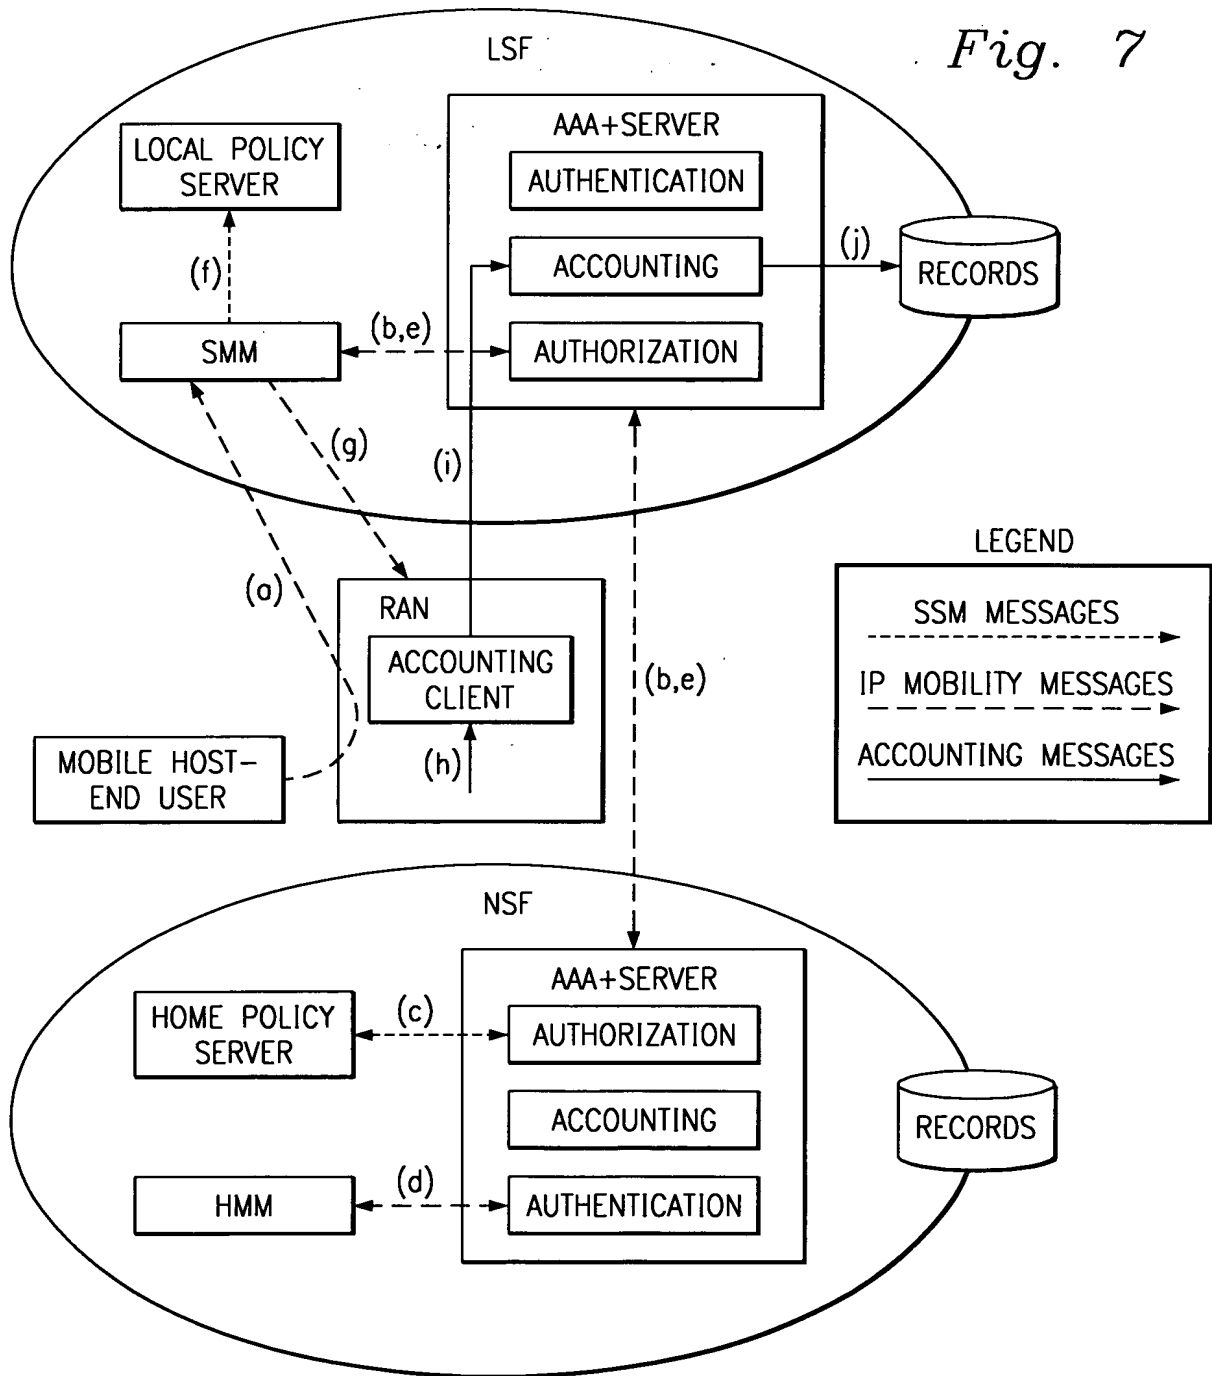 Fig. 7
LSF
LOCAL POLICY
SERVER
AAA+SERVER
AUTHENTICATION
(f)
ACCOUNTING
(j)
RECORDS
SMM
(b,e)
AUTHORIZATION
(g)
(i)
(a)
RAN
ACCOUNTING
CLIENT
(h)
MOBILE HOST-
END USER
(b,e)
LEGEND
SSM MESSAGES
IP MOBILITY MESSAGES
ACCOUNTING MESSAGES
NSF
AAA+SERVER
HOME POLICY
SERVER
(c)
AUTHORIZATION
ACCOUNTING
RECORDS
HMM
(d)
AUTHENTICATION